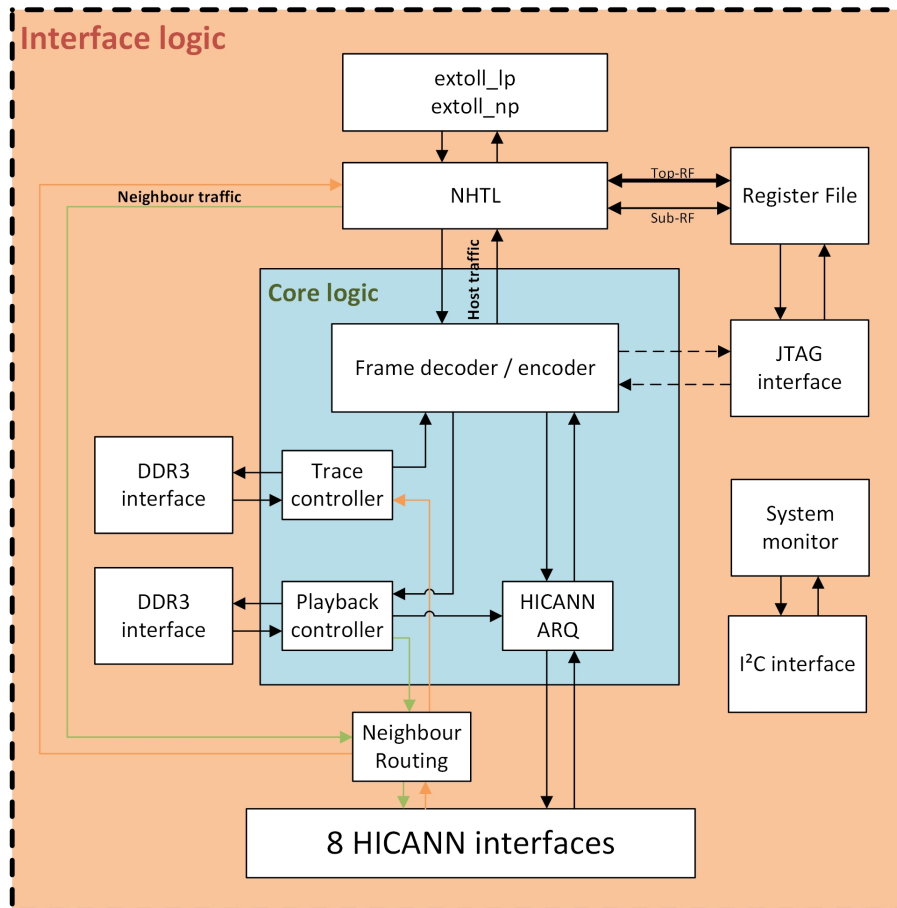 Interface logic
extoll_lp
extoll_np
Neighbour traffic
NHTL
Top-RF
Sub-RF
Register File
Host traffic
Core logic
Frame decoder / encoder
JTAG
interface
DDR3
interface
Trace
controller
System
monitor
DDR3
interface
Playback
controller
HICANN
ARQ
I²C interface
Neighbour
Routing
8 HICANN interfaces